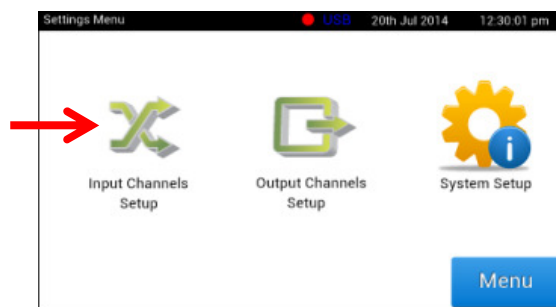 Settings Menu USB 20th Jul 2014 12:30:01 pm
Input Channels
Setup
Output Channels
Setup
System Setup
Menu